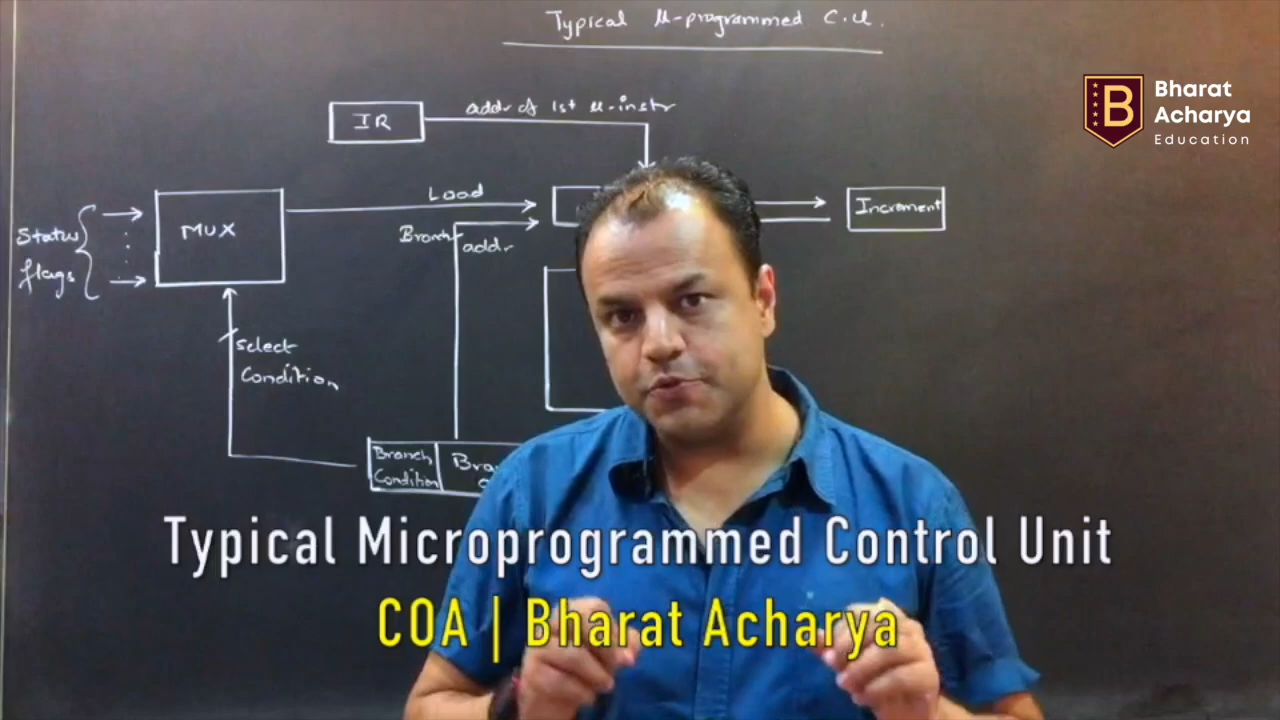 Typical μ-programmed C.U.
Bharat
Acharya
Education
B
IR
addr of 1st μ-instr
Status
flags
MUX
Load
Branch
addr
Increment
select
Condition
Branch
Condition
Typical Microprogrammed Control Unit
COA | Bharat Acharya